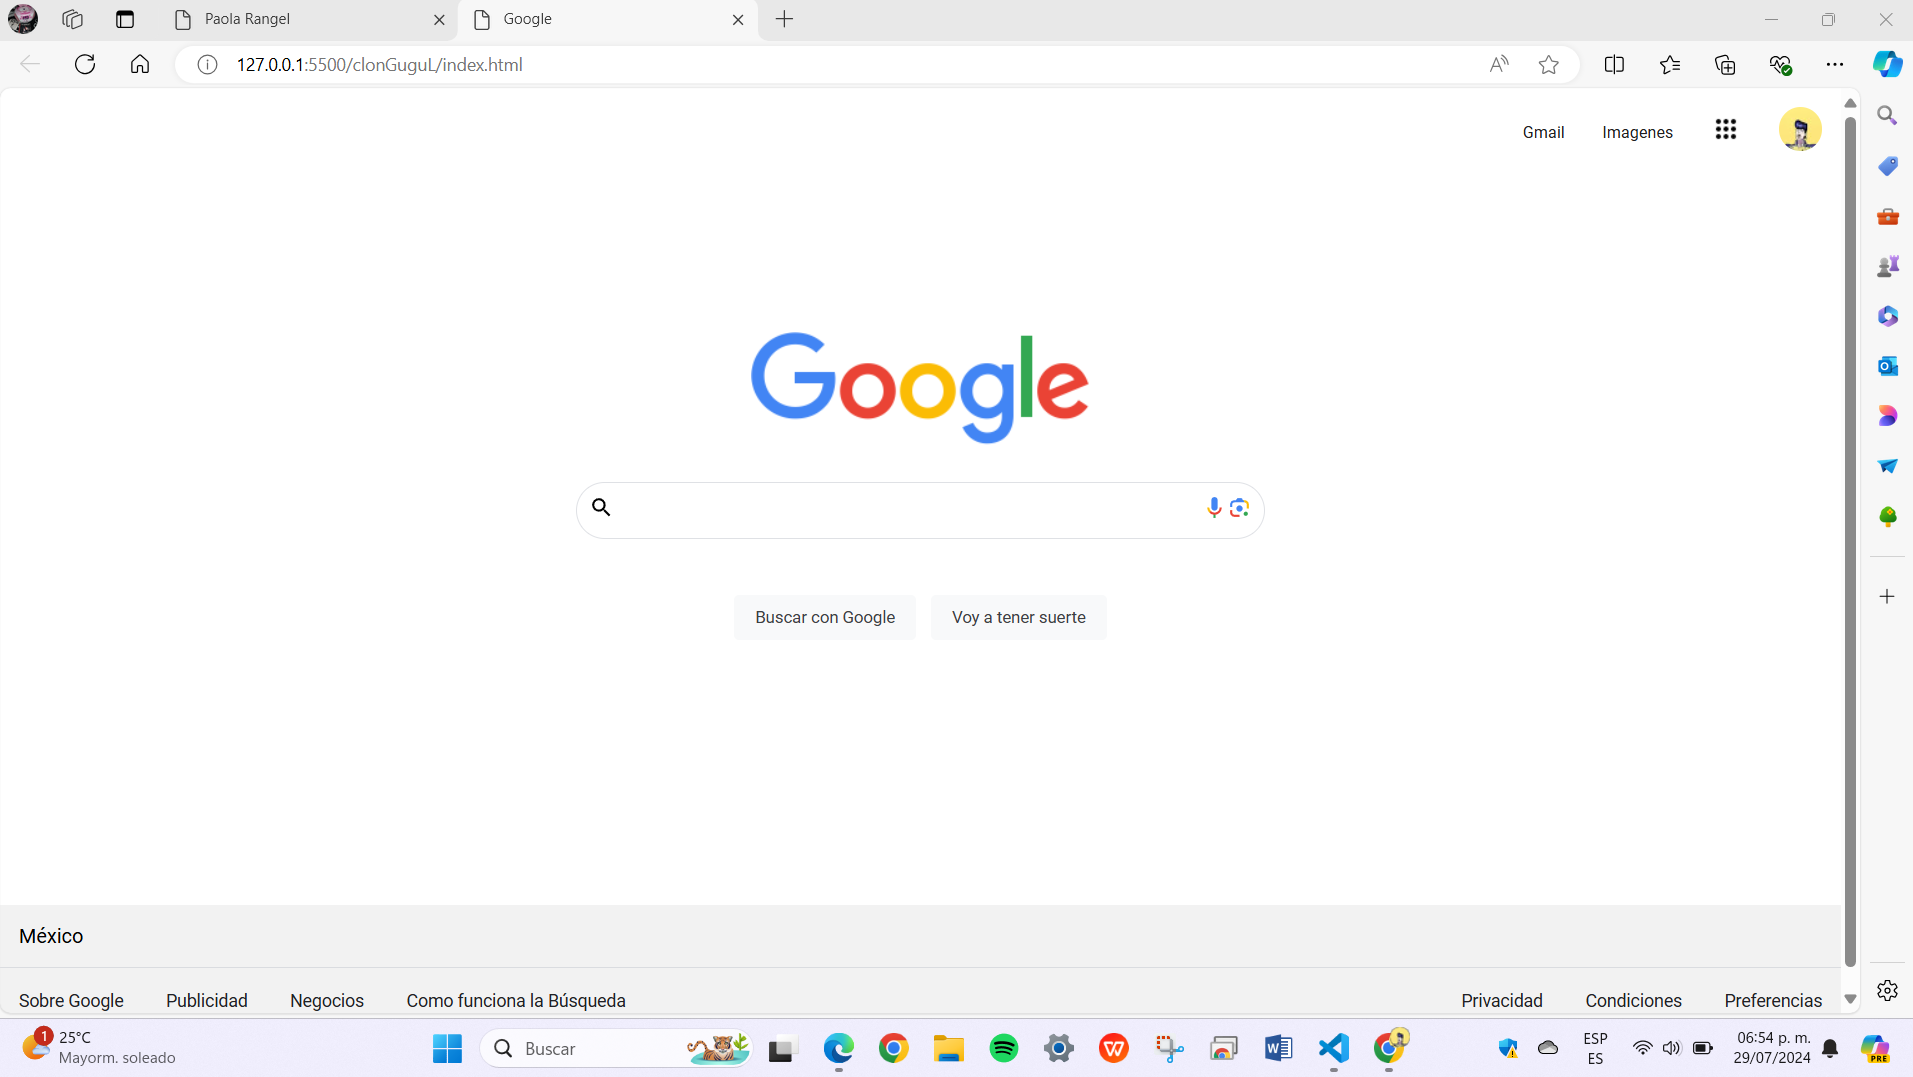 Paola Rangel
Google
127.0.0.1:5500/clonGuguL/index.html
Gmail
Imagenes
Google
Buscar con Google
Voy a tener suerte
México
Sobre Google
Publicidad
Negocios
Como funciona la Búsqueda
Privacidad
Condiciones
Preferencias
1
25°C
Mayorm. soleado
Buscar
ESP
ES
06:54 p. m.
29/07/2024
PRE